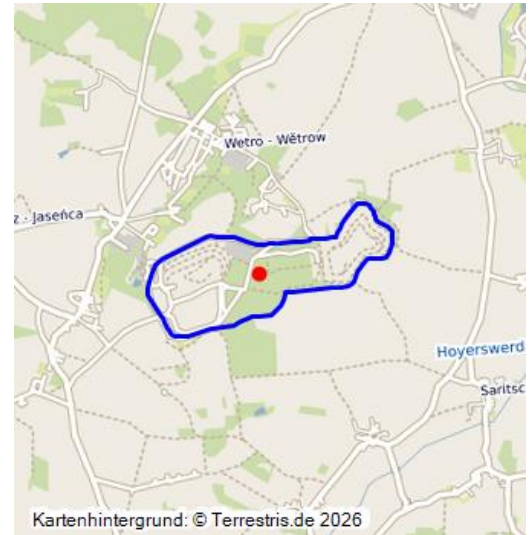 Wetro - Wětrow
z - Jaseńca
Hoyerswerd
Saritsc
Kartenhintergrund: © Terrestris.de 2026